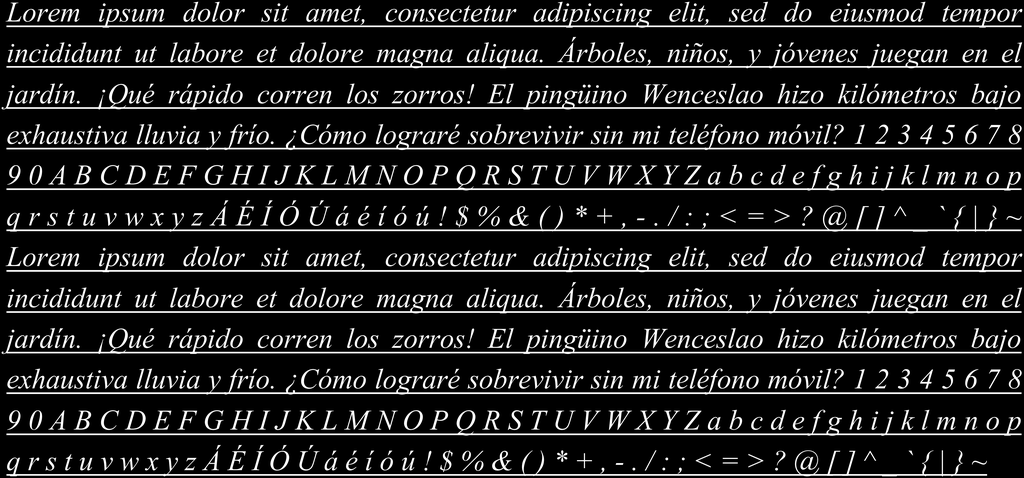 Lorem ipsum dolor sit amet, consectetur adipiscing elit, sed do eiusmod tempor
incididunt ut labore et dolore magna aliqua. Árboles, niños, y jóvenes juegan en el
jardín. ¡Qué rápido corren los zorros! El pingüino Wenceslao hizo kilómetros bajo
exhaustiva lluvia y frío. ¿Cómo lograré sobrevivir sin mi teléfono móvil? 1 2 3 4 5 6 7 8
9 0 A B C D E F G H I J K L M N O P Q R S T U V W X Y Z a b c d e f g h i j k l m n o p
q r s t u v w x y z Á É Í Ó Ú á é í ó ú ! $ % & ( ) * + , - . / : ; < = > ? @ [ ] ^ _ ` { | } ~
Lorem ipsum dolor sit amet, consectetur adipiscing elit, sed do eiusmod tempor
incididunt ut labore et dolore magna aliqua. Árboles, niños, y jóvenes juegan en el
jardín. ¡Qué rápido corren los zorros! El pingüino Wenceslao hizo kilómetros bajo
exhaustiva lluvia y frío. ¿Cómo lograré sobrevivir sin mi teléfono móvil? 1 2 3 4 5 6 7 8
9 0 A B C D E F G H I J K L M N O P Q R S T U V W X Y Z a b c d e f g h i j k l m n o p
q r s t u v w x y z Á É Í Ó Ú á é í ó ú ! $ % & ( ) * + , - . / : ; < = > ? @ [ ] ^ _ ` { | } ~